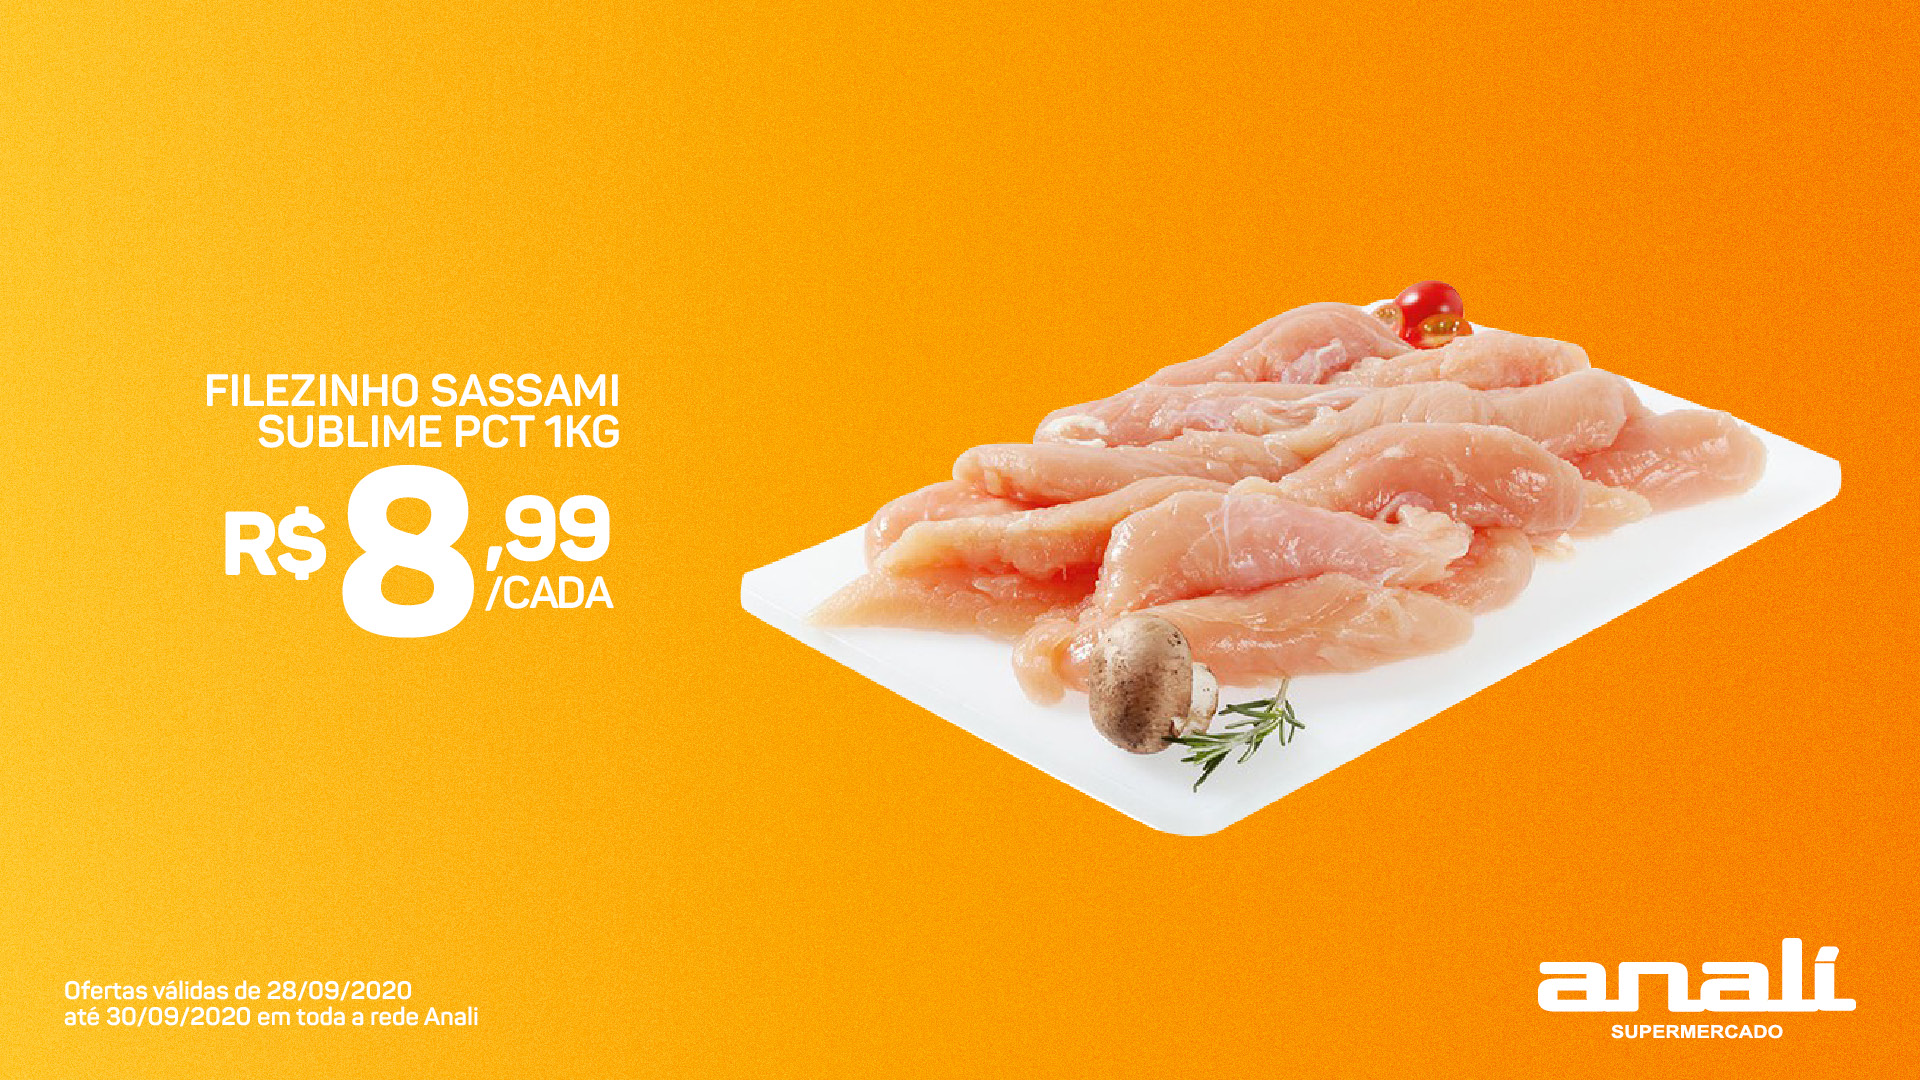 FILEZINHO SASSAMI
SUBLIME PCT 1KG
R$ 8,99
/CADA
Ofertas válidas de 28/09/2020
até 30/09/2020 em toda a rede Anali
analí
SUPERMERCADO